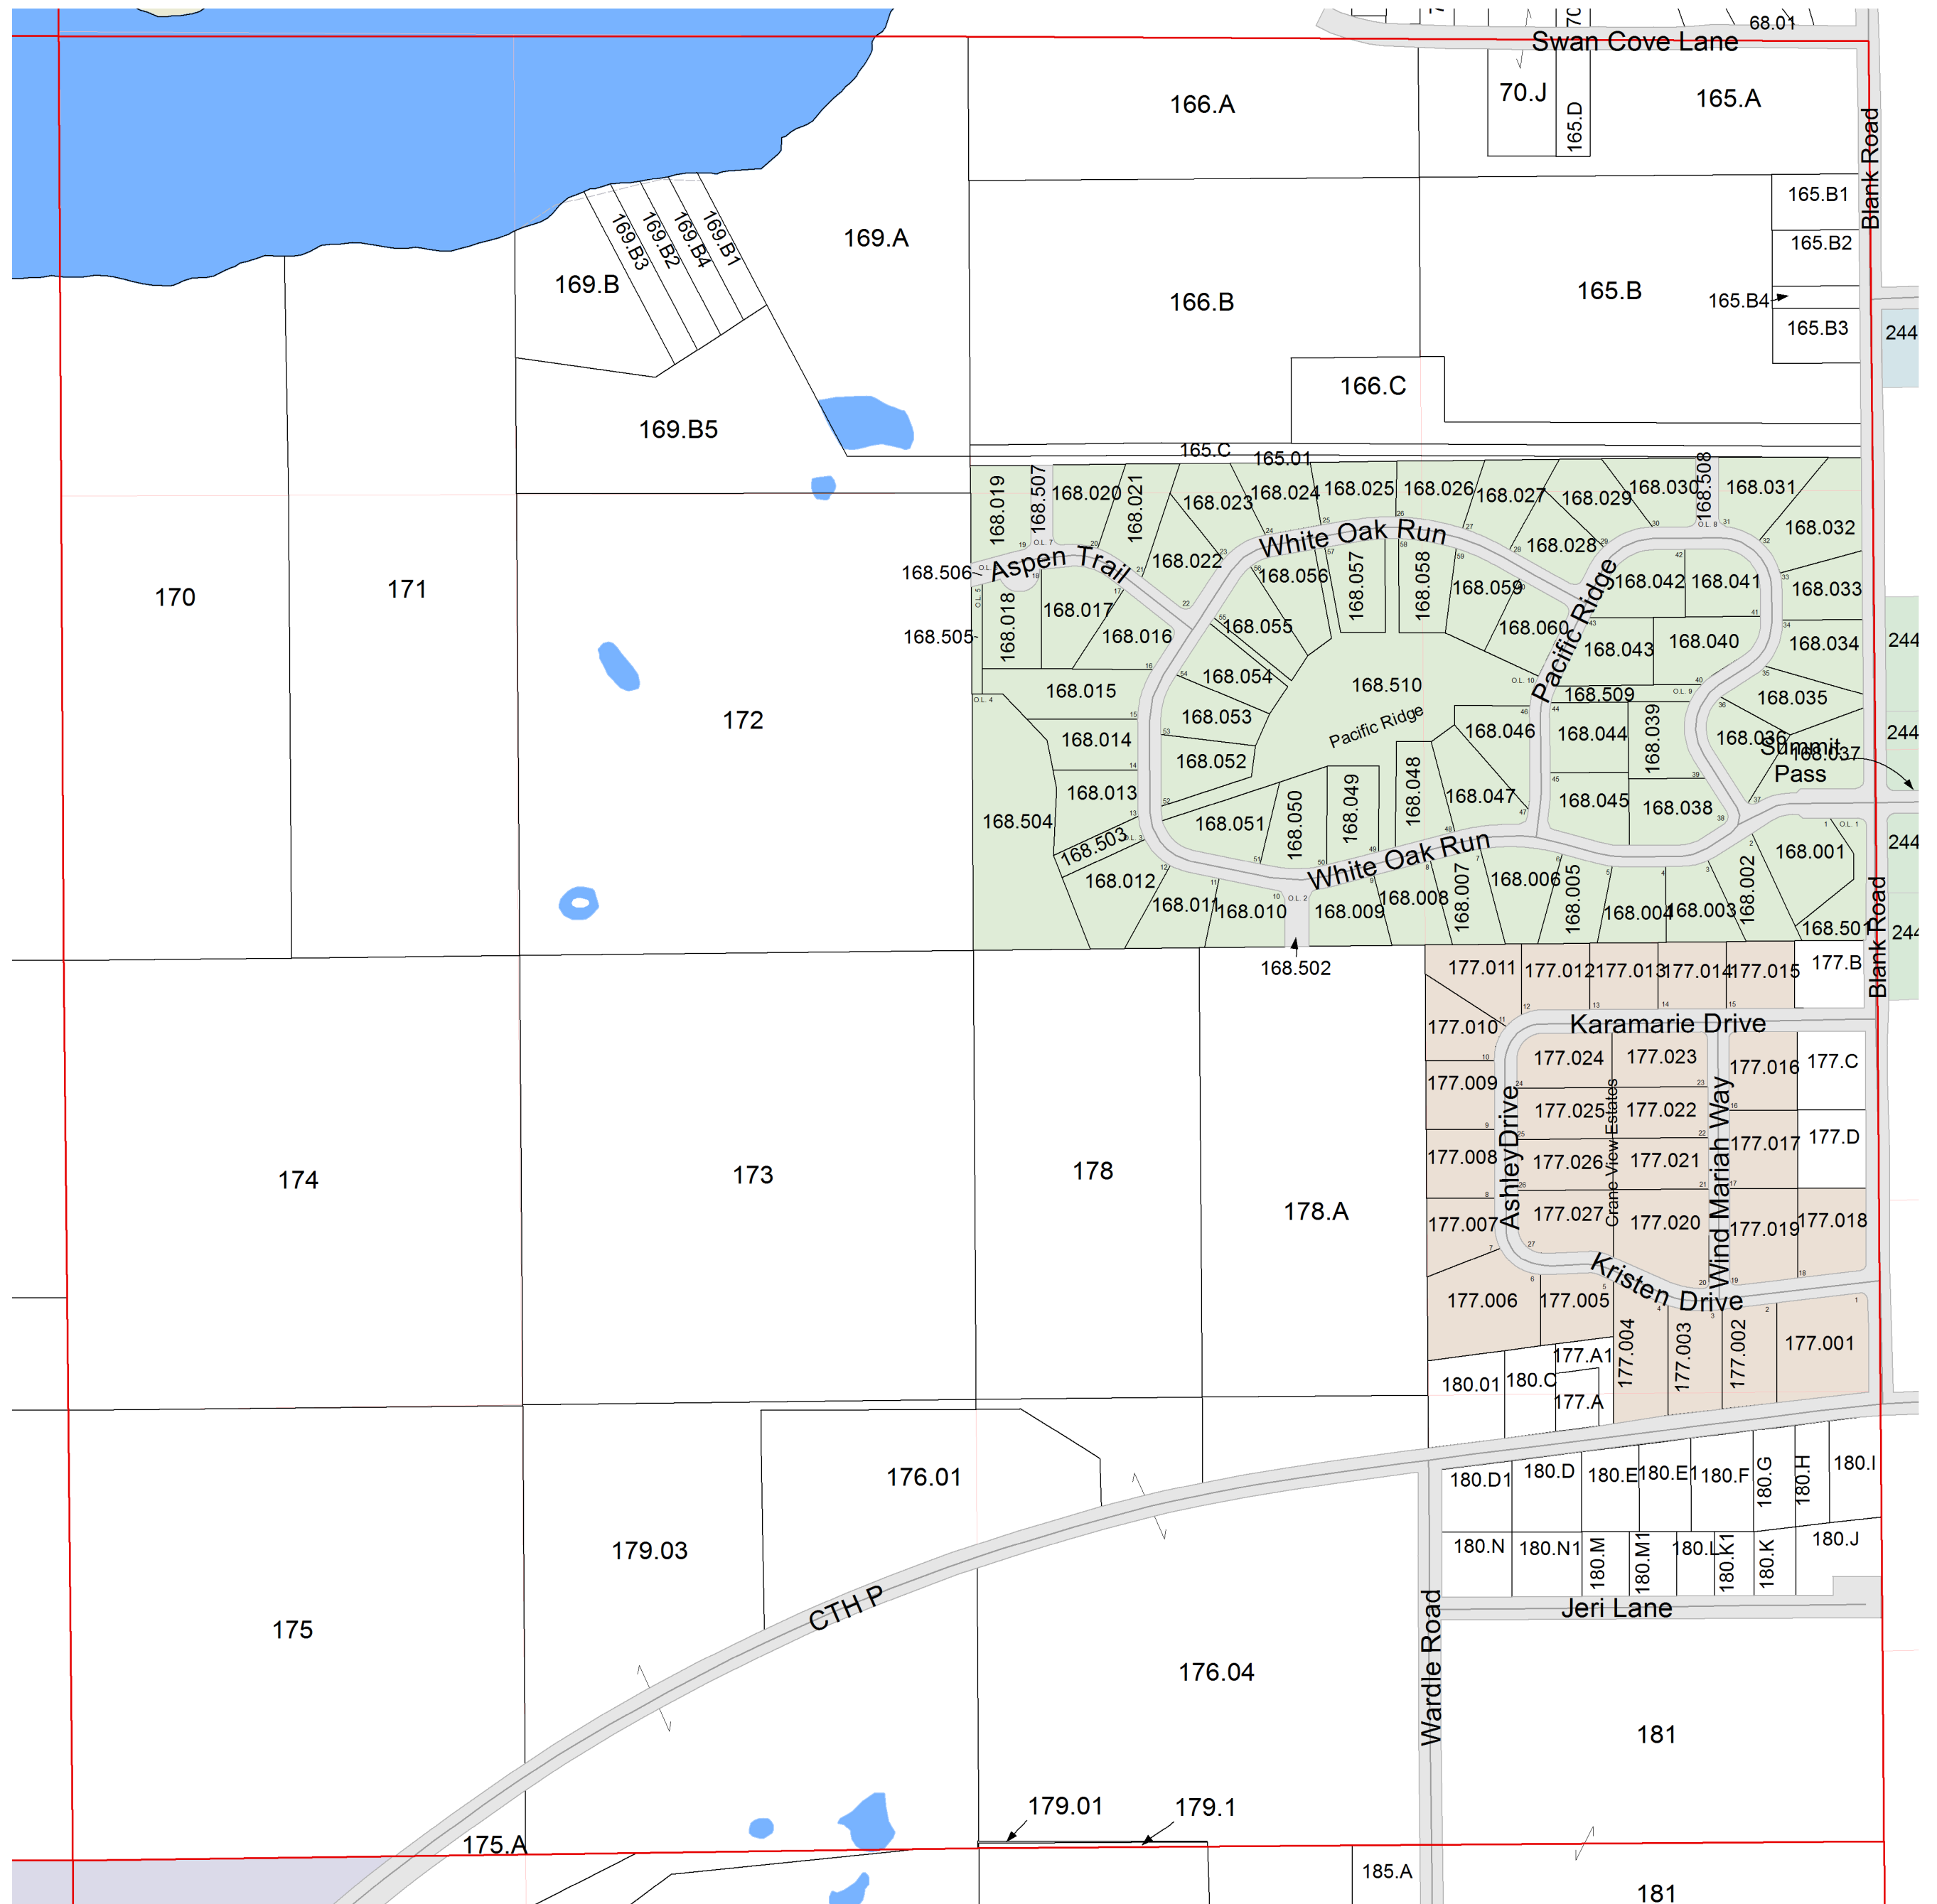 68.01
Swan Cove Lane
70
70.J
165.D
165.A
166.A
Blank Road
165.B1
165.B2
165.B4
165.B3
244
169.A
169.B1
169.B4
169.B2
169.B3
169.B
166.B
165.B
166.C
169.B5
165.C
165.01
168.019
168.507
168.020
168.021
168.023
168.024
168.025
168.026
168.027
168.029
168.030
168.508
168.031
168.032
White Oak Run
168.028
168.022
Aspen Trail
168.506
168.505
168.018
168.017
168.016
168.056
168.057
168.058
168.059
168.060
Pacific Ridge
168.042
168.041
168.033
168.055
168.043
168.040
168.034
244
170
171
172
168.054
168.510
168.509
168.015
168.035
168.053
Pacific Ridge
168.046
168.044
168.039
168.036
168.037
Summit
Pass
244
168.014
168.052
168.013
168.048
168.047
168.049
168.050
168.045
168.038
168.504
168.503
168.051
White Oak Run
168.001
244
168.012
168.011
168.010
168.009
168.008
168.007
168.006
168.005
168.004
168.003
168.002
168.501
244
168.502
O.L. 7
O.L. 5
O.L. 4
O.L. 3
O.L. 2
O.L. 10
O.L. 9
O.L. 8
O.L. 1
Blank Road
177.011
177.012
177.013
177.014
177.015
177.B
177.010
Karamarie Drive
177.024
177.023
177.016
177.C
177.009
177.025
177.022
177.017
177.D
Ashley Drive
Crane View Estates
Wind Mariah Way
177.008
177.026
177.021
177.007
177.027
177.020
177.019
177.018
Kristen Drive
177.006
177.005
177.004
177.003
177.002
177.001
174
173
178
178.A
177.A1
180.01
180.C
177.A
176.01
180.D1
180.D
180.E
180.E1
180.F
180.G
180.H
180.I
180.N
180.N1
180.M
180.M1
180.L
180.K1
180.K
180.J
Jeri Lane
179.03
175
CTH P
Wardle Road
176.04
181
179.01
179.1
175.A
185.A
181